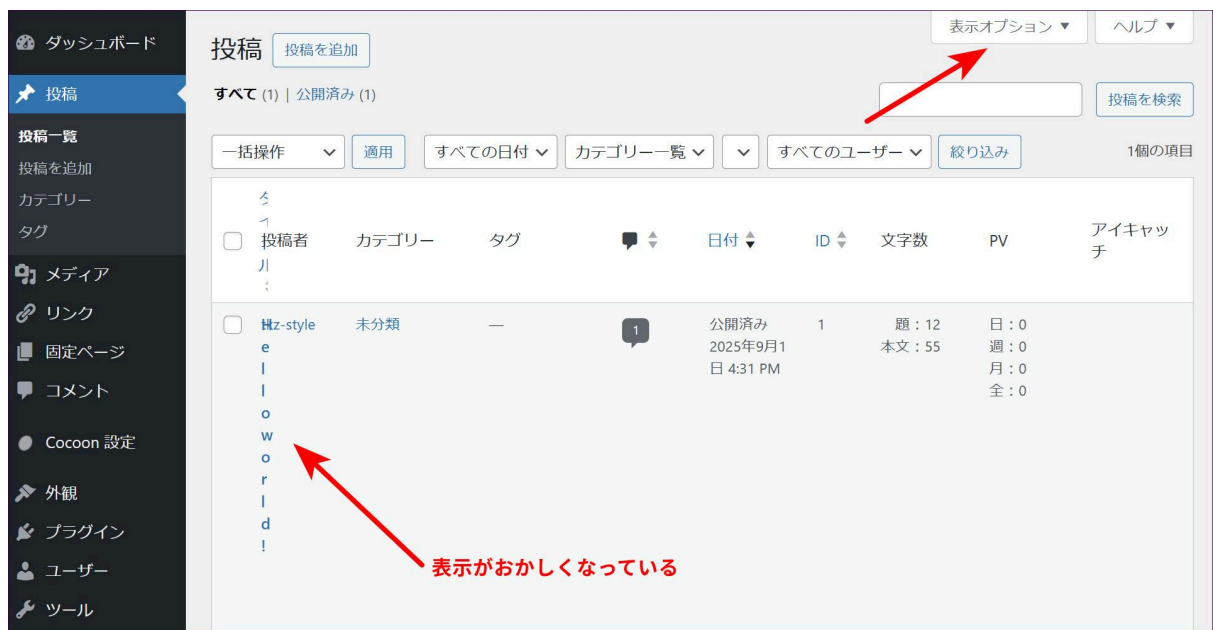 ダッシュボード
投稿
投稿一覧
投稿を追加
カテゴリー
タグ
メディア
リンク
固定ページ
コメント
Cocoon 設定
外観
プラグイン
ユーザー
ツール
表示オプション ▼
ヘルプ ▼
投稿 投稿を追加
すべて (1) | 公開済み (1)
投稿を検索
一括操作 適用 すべての日付 カテゴリー一覧 すべてのユーザー 絞り込み 1個の項目
タイトル
投稿者 カテゴリー タグ 日付 ID 文字数 PV アイキャッ
チ
Hello world!
tz-style 未分類 — 1 公開済み 1 題：12 日：0
2025年9月1 本文：55 週：0
日 4:31 PM 月：0
全：0
表示がおかしくなっている